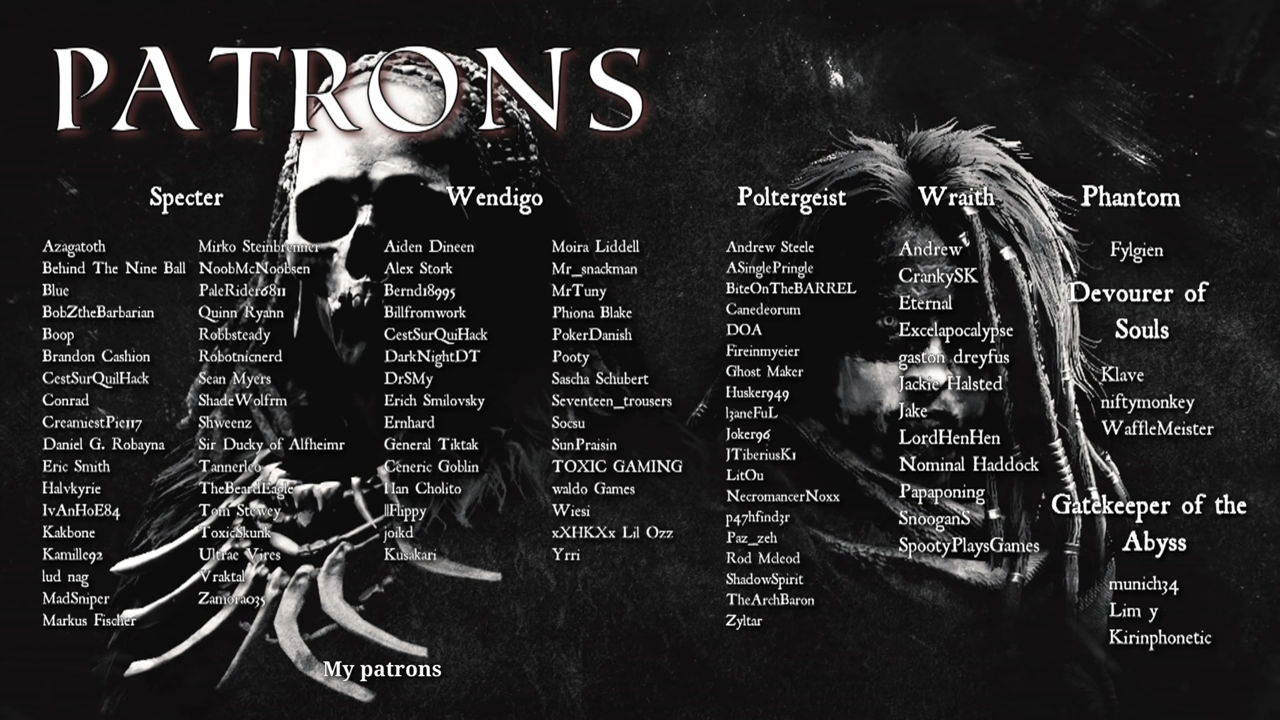 PATRONS
Specter
Azagatoth
Behind The Nine Ball
Blue
BobZtheBarbarian
Boop
Brandon Cashion
CestSurQuilHack
Conrad
CreamiestPie117
Daniel G. Robayna
Eric Smith
Halvkyrie
IvAnHoE84
Kakbone
Kamille92
lud nag
MadSniper
Markus Fischer
Mirko Steinbrenner
NoobMcNoobsen
PaleRider6811
Quinn Ryann
Robbsteady
Robotnicnerd
Sean Myers
ShadeWolfrm
Shweenz
Sir Ducky of Alfheimr
Tannerleo
TheBeardEagle
Tom Stewey
ToxicSkunk
Ultrae Vires
Vraktal
Zamora035
Wendigo
Aiden Dineen
Alex Stork
Bernd18995
Billfromwork
CestSurQuiHack
DarkNightDT
DrSMy
Erich Smilovsky
Ernhard
General Tiktak
Generic Goblin
Han Cholito
llFlippy
joikd
Kusakari
Moira Liddell
Mr_snackman
MrTuny
Phiona Blake
PokerDanish
Pooty
Sascha Schubert
Seventeen_trousers
Socsu
SunPraisin
TOXIC GAMING
waldo Games
Wiesi
xXHKXx Lil Ozz
Yrri
Poltergeist
Andrew Steele
ASinglePringle
BiteOnTheBARREL
Canedeorum
DOA
Fireinmyeier
Ghost Maker
Husker949
l3aneFuL
Joker96
JTiberiusK1
LitOu
NecromancerNoxx
p47hfind3r
Paz_zeh
Rod Mcleod
ShadowSpirit
TheArchBaron
Zyltar
Wraith
Andrew
CrankySK
Eternal
Excelapocalypse
gaston dreyfus
Jackie Halsted
Jake
LordHenHen
Nominal Haddock
Papaponing
SnooganS
SpootyPlaysGames
Phantom
Fylgien
Devourer of
Souls
Klave
niftymonkey
WaffleMeister
Gatekeeper of the
Abyss
munich34
Lim y
Kirinphonetic
My patrons